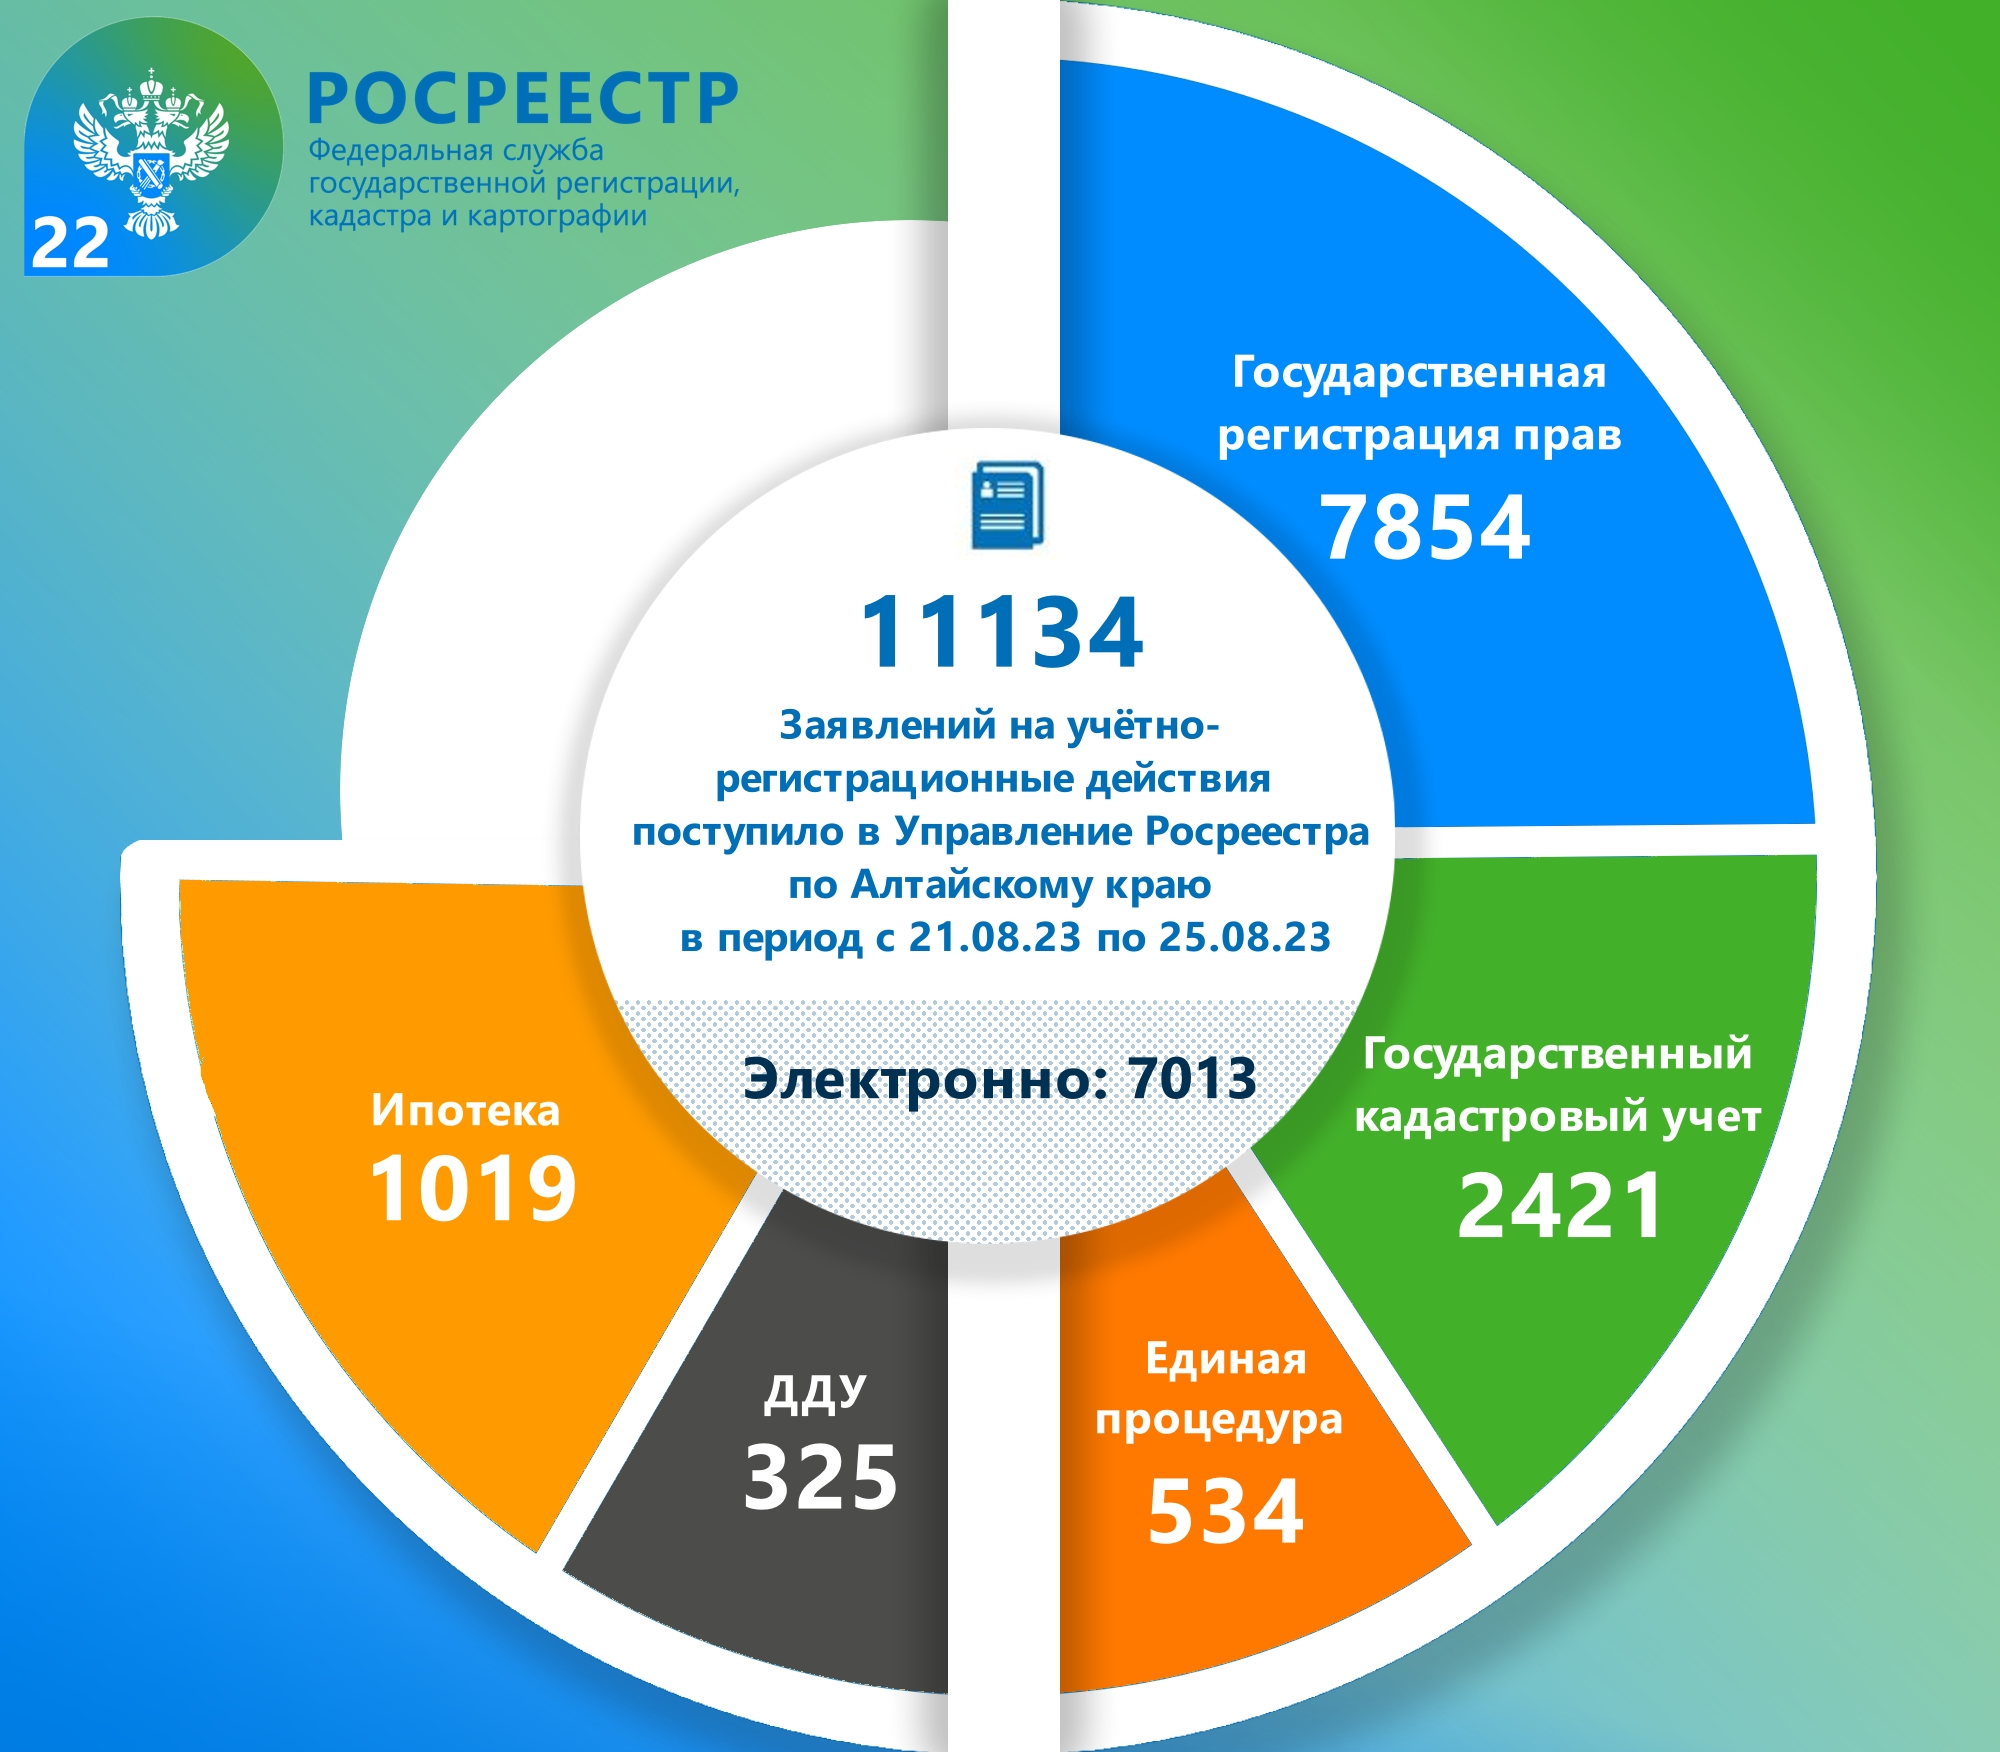 РОСРЕЕСТР
Федеральная служба
государственной регистрации,
кадастра и картографии
22
Государственная
регистрация прав
7854
11134
Заявлений на учётно-
регистрационные действия
поступило в Управление Росреестра
по Алтайскому краю
в период с 21.08.23 по 25.08.23
Электронно: 7013
Государственный
кадастровый учет
2421
Ипотека
1019
ДДУ
325
Единая
процедура
534